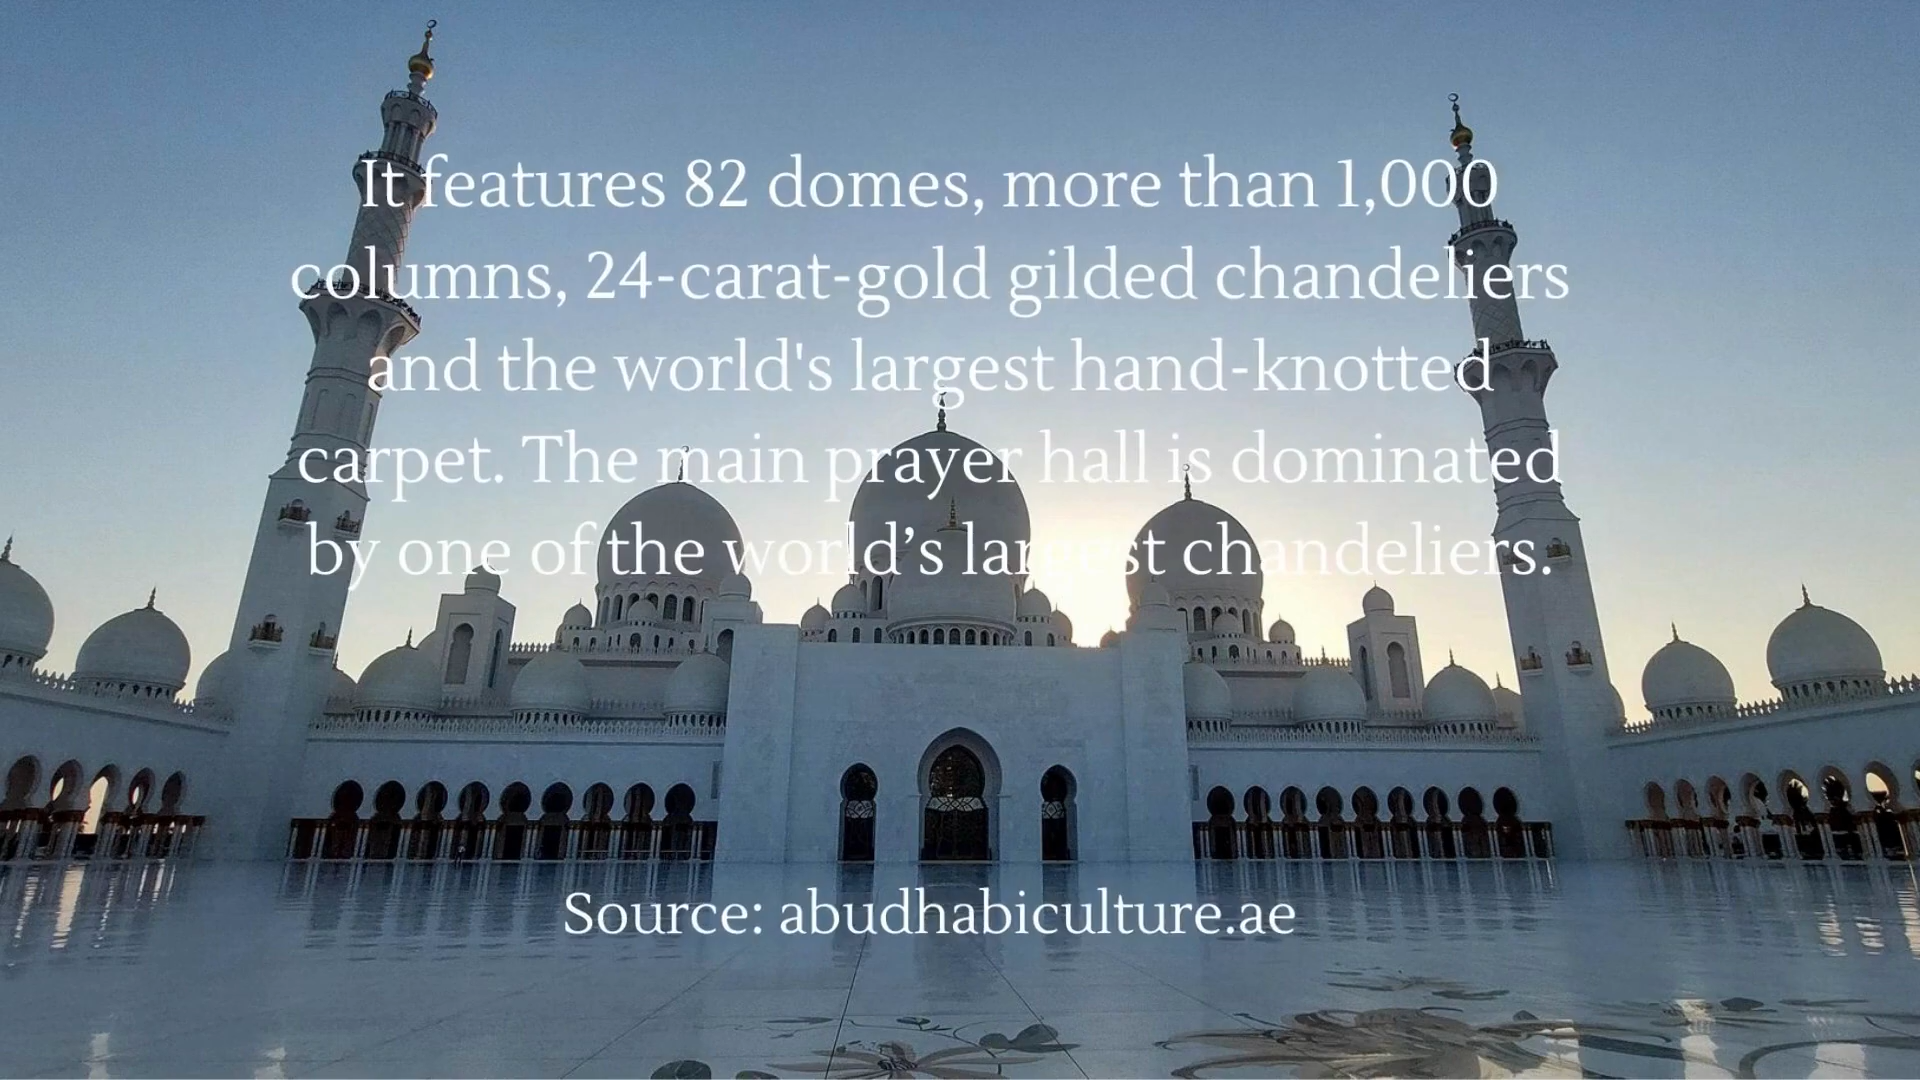 It features 82 domes, more than 1,000
columns, 24-carat-gold gilded chandeliers
and the world's largest hand-knotted
carpet. The main prayer hall is dominated
by one of the world’s largest chandeliers.
Source: abudhabiculture.ae